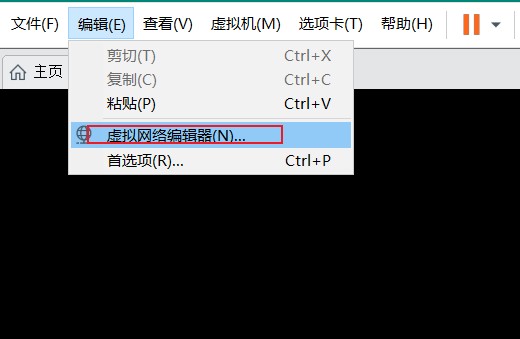 文件(F) 编辑(E) 查看(V) 虚拟机(M) 选项卡(T) 帮助(H)
剪切(T) Ctrl+X
主页
复制(C) Ctrl+C
粘贴(P) Ctrl+V
虚拟网络编辑器(N)...
首选项(R)... Ctrl+P